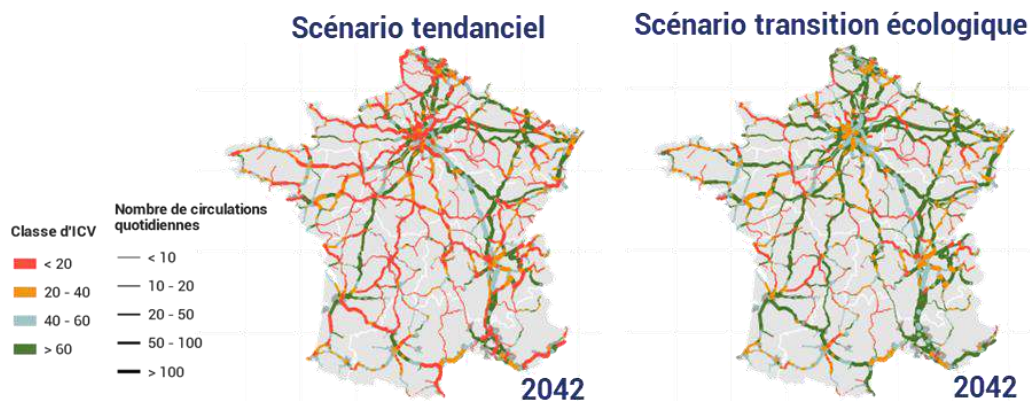 Scénario tendanciel
Scénario transition écologique
Classe d'ICV
< 20
20 - 40
40 - 60
> 60
Nombre de circulations
quotidiennes
< 10
10 - 20
20 - 50
50 - 100
> 100
2042
2042